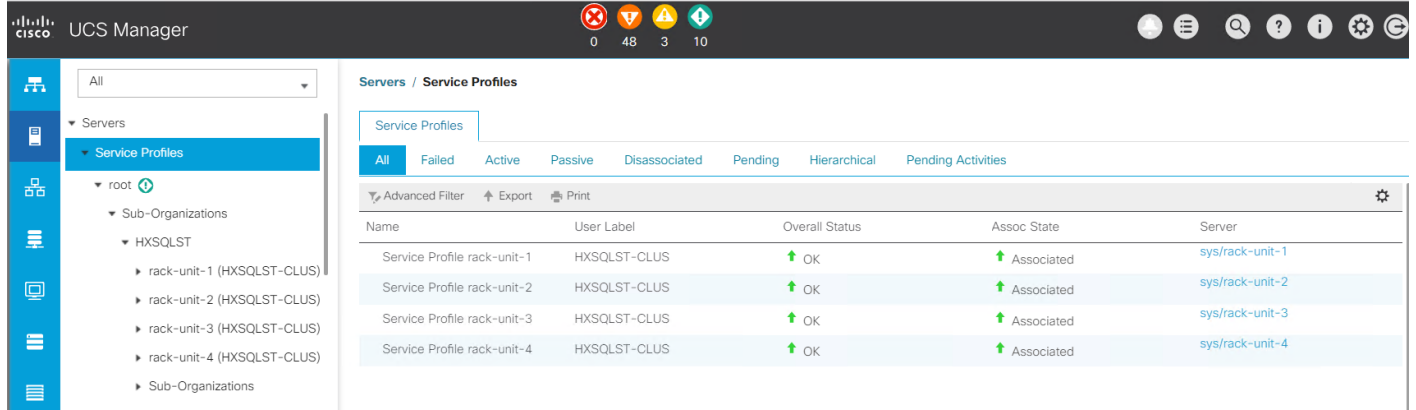 cisco UCS Manager
0 48 3 10
All
Servers
Service Profiles
root
Sub-Organizations
HXSQLST
rack-unit-1 (HXSQLST-CLUS)
rack-unit-2 (HXSQLST-CLUS)
rack-unit-3 (HXSQLST-CLUS)
rack-unit-4 (HXSQLST-CLUS)
Sub-Organizations
Servers / Service Profiles
Service Profiles
All Failed Active Passive Disassociated Pending Hierarchical Pending Activities
Advanced Filter Export Print
Name User Label Overall Status Assoc State Server
Service Profile rack-unit-1 HXSQLST-CLUS OK Associated sys/rack-unit-1
Service Profile rack-unit-2 HXSQLST-CLUS OK Associated sys/rack-unit-2
Service Profile rack-unit-3 HXSQLST-CLUS OK Associated sys/rack-unit-3
Service Profile rack-unit-4 HXSQLST-CLUS OK Associated sys/rack-unit-4